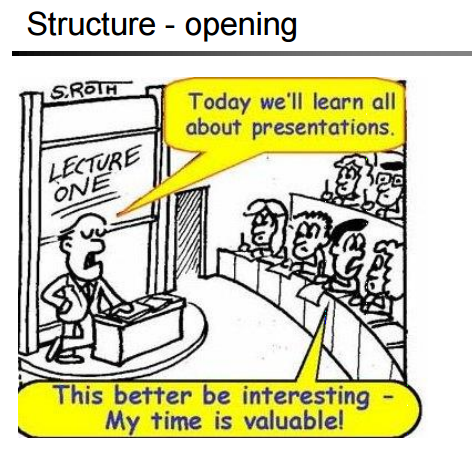 Structure - opening
S.ROTH
Today we'll learn all
about presentations.
LECTURE
ONE
This better be interesting -
My time is valuable!